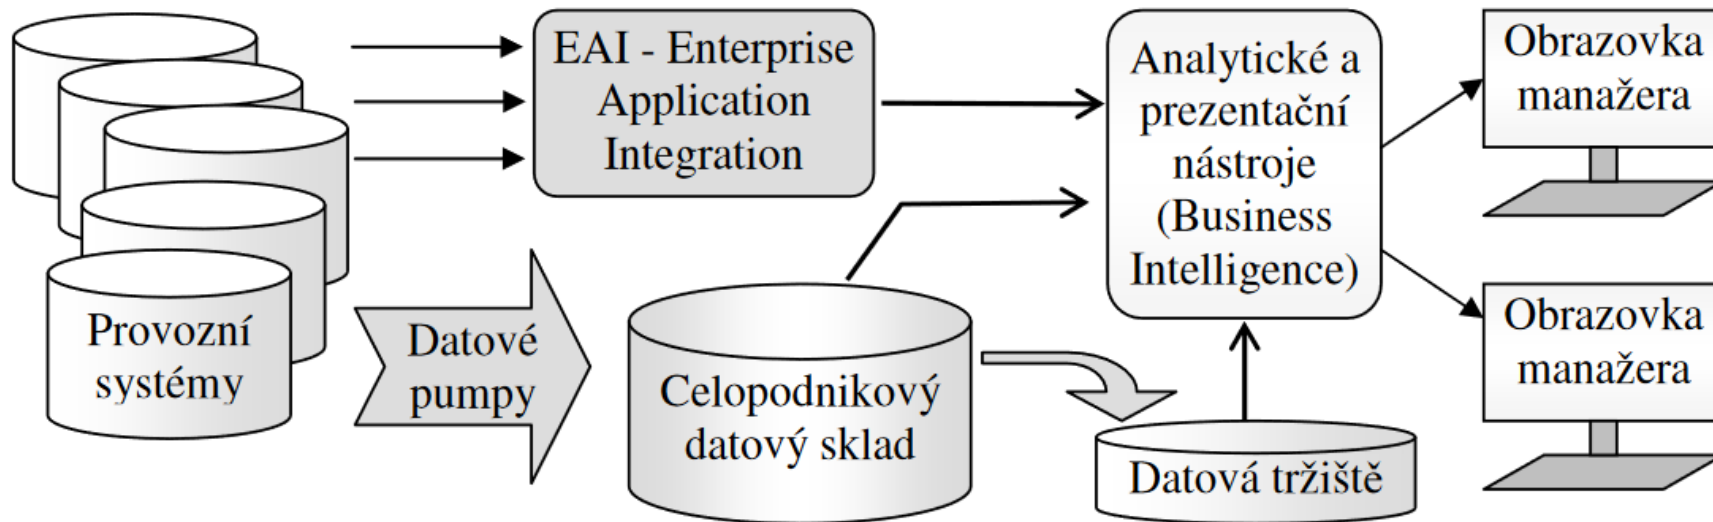 EAI - Enterprise
Application
Integration
Analytické a
prezentační
nástroje
(Business
Intelligence)
Obrazovka
manažera
Provozní
systémy
Datové
pumpy
Celopodnikový
datový sklad
Datová tržiště
Obrazovka
manažera